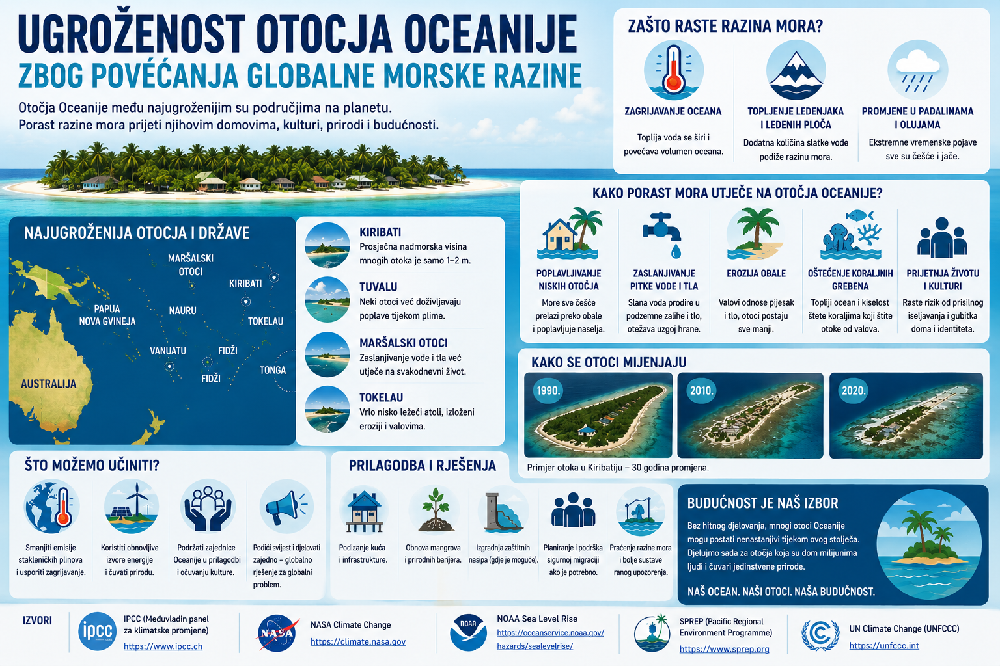 UGROŽENOST OTOCJA OCEANIJE
ZBOG POVÉĆANJA GLOBALNE MORSKE RAZINE
Otočja Oceanije među najugroženijim su područjima na planetu.
Porast razine mora prijeti njihovim domovima, kulturi, prirodi i budućnosti.
ZAŠTO RASTE RAZINA MORA?
ZAGRIJAVANJE OCEANA
Toplija voda se širi i
povećava volumen oceana.
TOPLJENJE LEDENJAKA
I LEDENIH PLOČA
Dodatna količina slatke vode
podiže razinu mora.
PROMJENE U PADALINAMA
I OLUJAMA
Ekstremne vremenske pojave
sve su češće i jače.
KAKO PORAST MORA UTJEČE NA OTOČJA OCEANIJE?
POPLAVLJIVANJE
NISKIH OTOČJA
More sve češće
prelazi preko obale
i poplavljuje naselja.
ZASLANJIVANJE
PITKE VODE I TLA
Slana voda prodire u
podzemne zalihe i tlo,
otežava uzgoj hrane.
EROZIJA OBALE
Valovi odnose pijesak
i tlo, otoci postaju
sve manji.
OŠTEĆENJE KORALJNIH
GREBENA
Topliji ocean i kiselost
štete koraljima koji štite
otoke od valova.
PRIJETNJA ŽIVOTU
I KULTURI
Raste rizik od prisilnog
iseljavanja i gubitka
doma i identiteta.
NAJUGROŽENIJA OTOCJA I DRŽAVE
MARŠALSKI
OTOCI
KIRIBATI
PAPUA
NOVA GVINEJA
NAURU
TOKELAU
VANUATU
FIDŽI
FIDŽI
TONGA
AUSTRALIJA
KIRIBATI
Prosječna nadmorska visina
mnogih otoka je samo 1–2 m.
TUVALU
Neki otoci već doživljavaju
poplave tijekom plime.
MARŠALSKI OTOCI
Zaslanjivanje vode i tla već
utječe na svakodnevni život.
TOKELAU
Vrlo nisko ležeći atoli, izloženi
eroziji i valovima.
KAKO SE OTOCI MIJENJAJU
1990.
2010.
2020.
Primjer otoka u Kiribatiju – 30 godina promjena.
ŠTO MOŽEMO UČINITI?
Smanjiti emisije
stakleničkih plinova
i usporiti zagrijavanje.
Koristiti obnovljive
izvore energije
i čuvati prirodu.
Podržati zajednice
Oceanije u prilagodbi
i očuvanju kulture.
Podići svijest i djelovati
zajedno – globalno
rješenje za globalni
problem.
PRILAGODBA I RJEŠENJA
Podizanje kuća
i infrastrukture.
Obnova mangrova
i prirodnih barijera.
Izgradnja zaštitnih
nasipa (gdje je moguće).
Planiranje i podrška
sigurnoj migraciji
ako je potrebno.
Praćenje razine mora
i bolje sustave
ranog upozorenja.
BUDUĆNOST JE NAŠ IZBOR
Bez hitnog djelovanja, mnogi otoci Oceanije
mogu postati nenastanjivi tijekom ovog stoljeća.
Djelujmo sada za otočja koja su dom milijunima
ljudi i čuvari jedinstvene prirode.
NAŠ OCEAN. NAŠI OTOCI. NAŠA BUDUĆNOST.
IZVORI
ipcc
IPCC (Međuvladin panel
za klimatske promjene)
https://www.ipcc.ch
NASA
NASA Climate Change
https://climate.nasa.gov
NOAA
NOAA Sea Level Rise
https://oceanservice.noaa.gov/
hazards/sealevelrise/
SPREP (Pacific Regional
Environment Programme)
https://www.sprep.org
UN Climate Change (UNFCCC)
https://unfccc.int